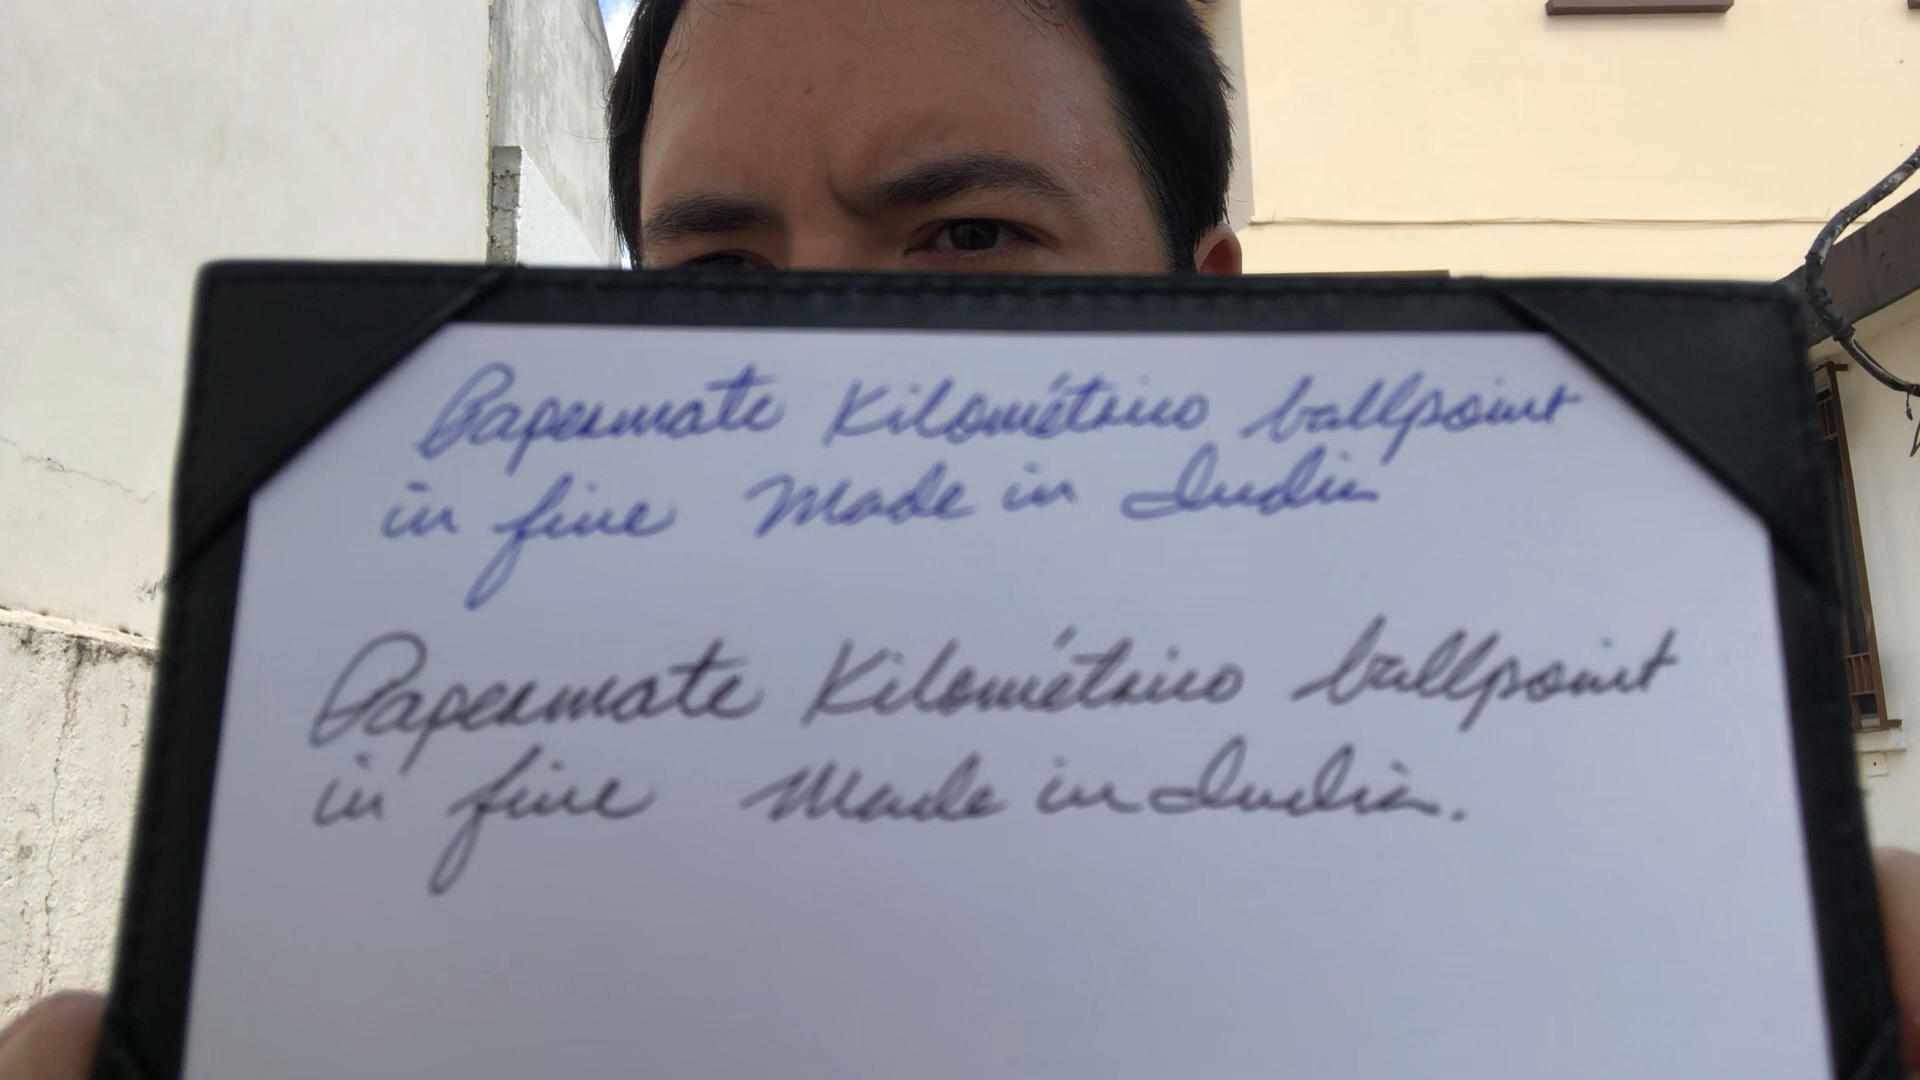 Papermate Kilométrico ballpoint
in fine Made in India
Papermate Kilométrico ballpoint
in fine Made in India.